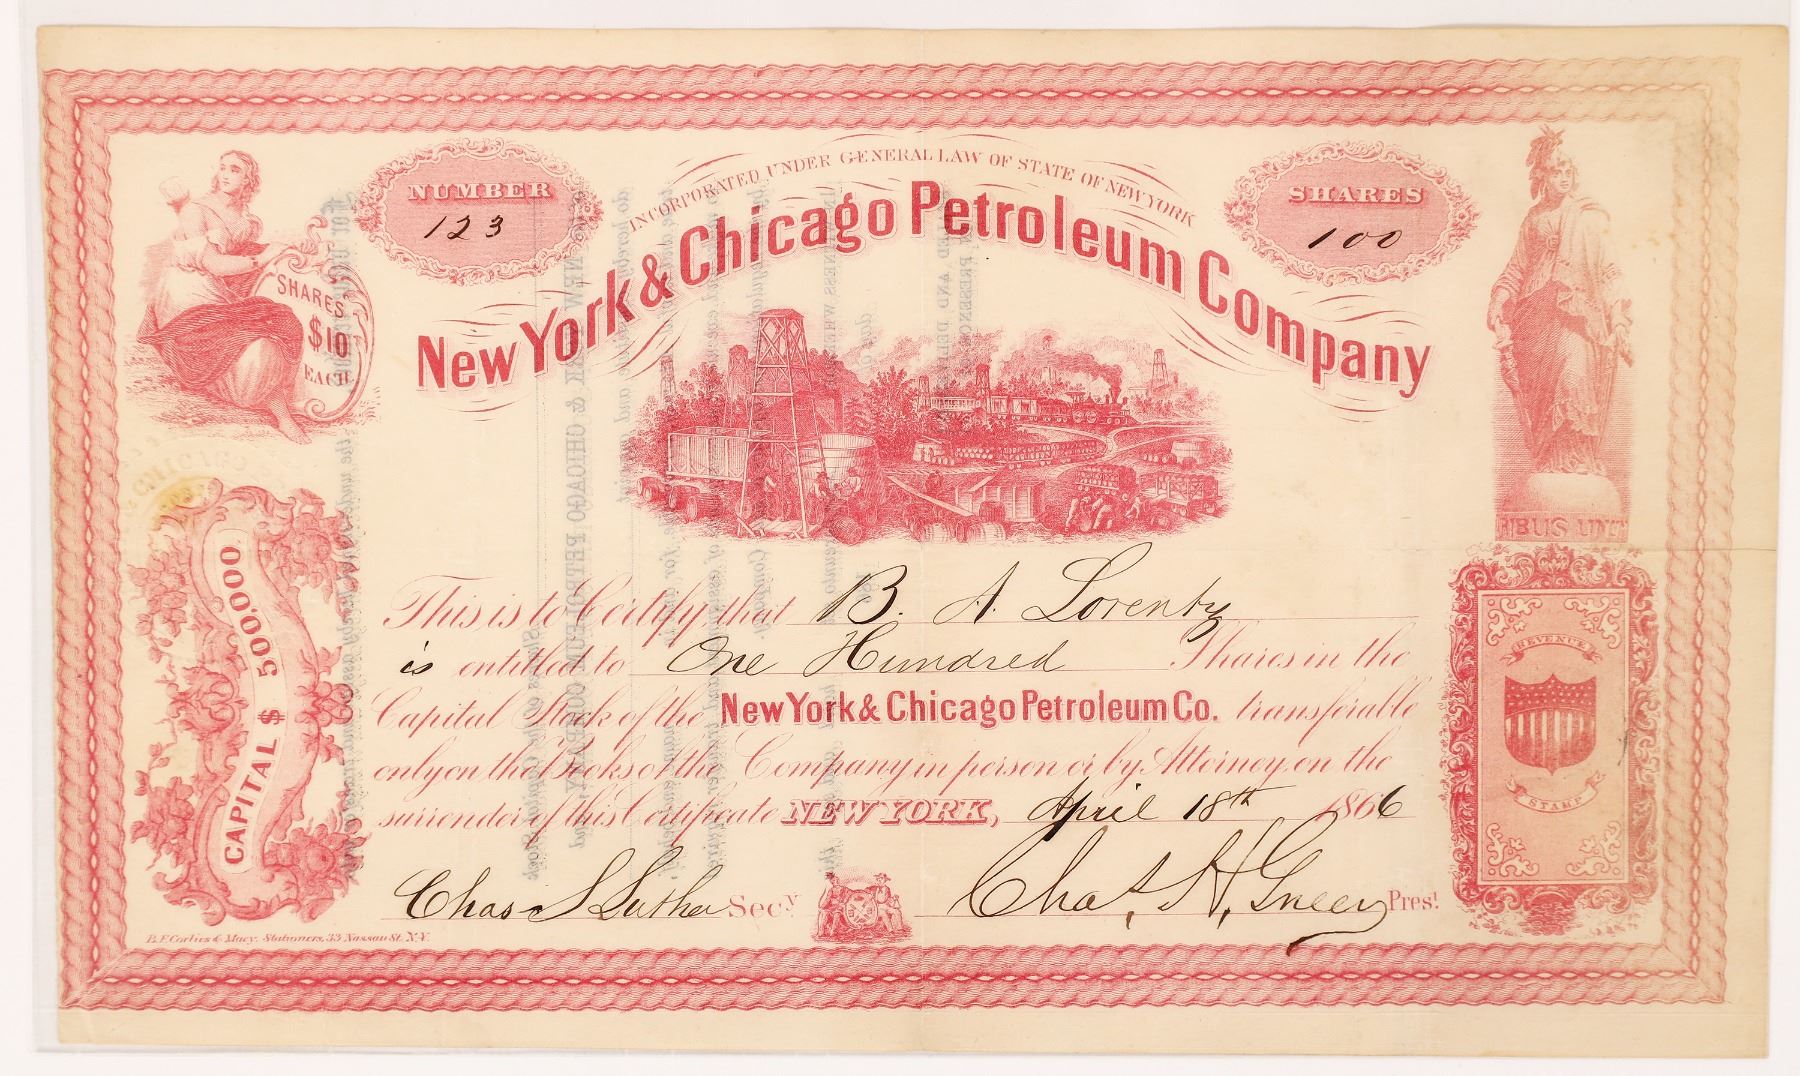 NUMBER
123
INCORPORATED UNDER GENERAL LAW OF STATE OF NEW YORK
SHARES
100
New York & Chicago Petroleum Company
SHARES
$10
EACH
RIBUS UNUM
CAPITAL $ 500,000
This is to Certify that B. A. Lorentz
is entitled to One Hundred Shares in the
Capital Stock of the New York & Chicago Petroleum Co. transferable
only on the Books of the Company in person or by Attorney on the
surrender of this Certificate NEW YORK, April 18th 1866
REVENUE
STAMP
Chas S Luther Secy
Chas. H. Green Prest
B.F. Corlies & Macy, Stationers, 33 Nassau St. N.Y.